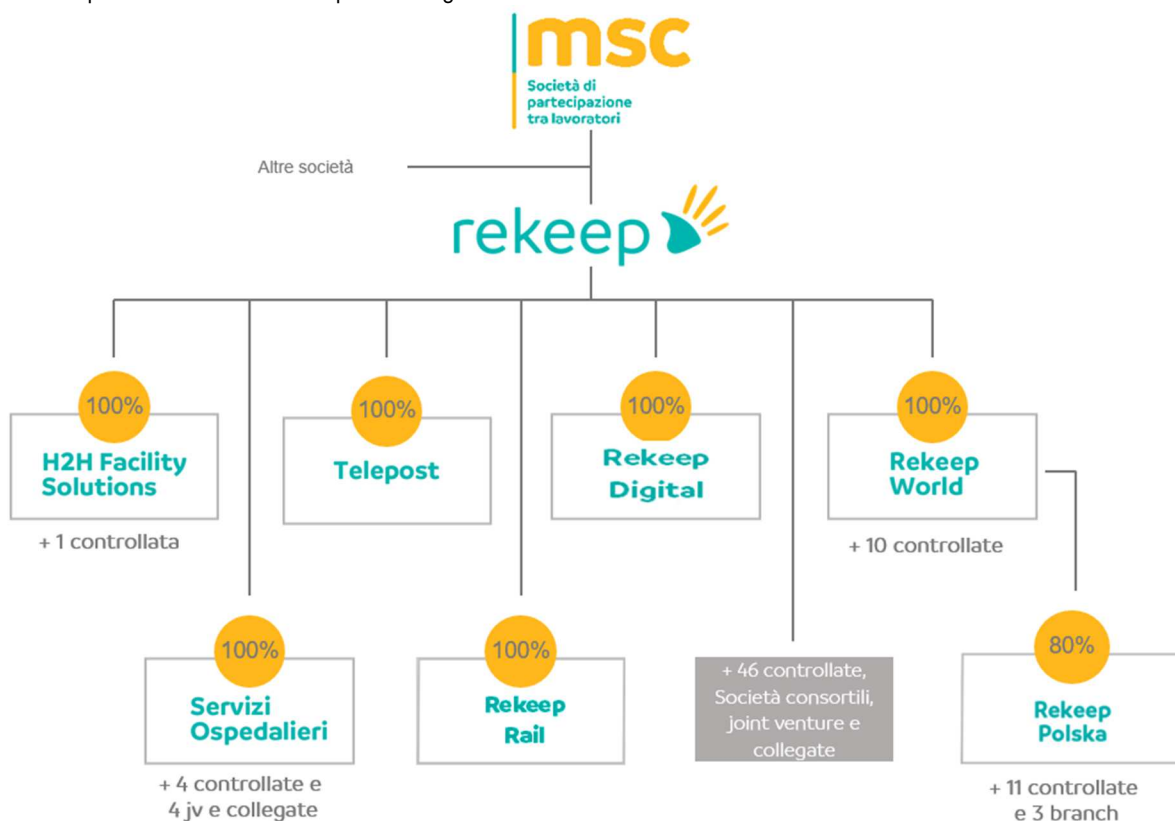 msc
Società di
partecipazione
tra lavoratori
Altre società
rekeep
100%
H2H Facility
Solutions
+ 1 controllata
100%
Telepost
100%
Rekeep
Digital
100%
Rekeep
World
+ 10 controllate
100%
Servizi
Ospedalieri
+ 4 controllate e
4 jv e collegate
100%
Rekeep
Rail
+ 46 controllate,
Società consortili,
joint venture e
collegate
80%
Rekeep
Polska
+ 11 controllate
e 3 branch